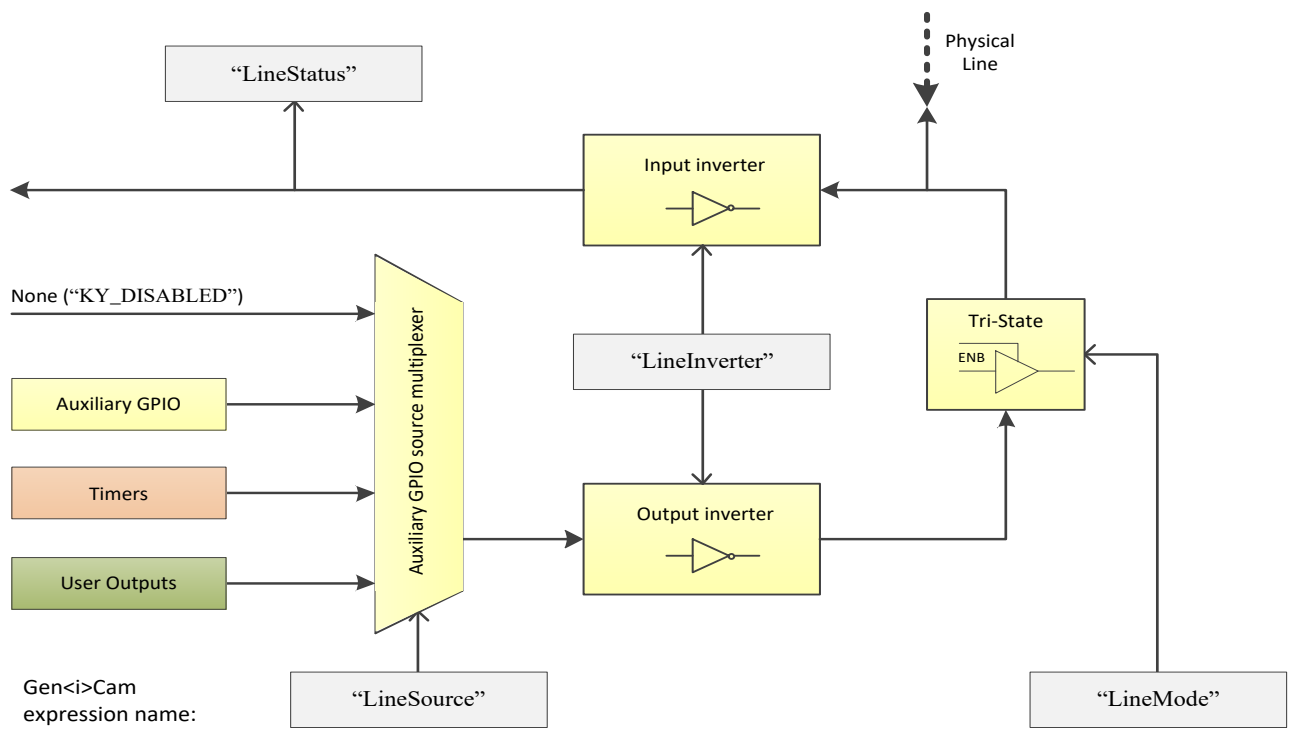 Physical
Line
“LineStatus”
Input inverter
None (“KY_DISABLED”)
Auxiliary GPIO source multiplexer
Tri-State
ENB
“LineInverter”
Auxiliary GPIO
Timers
Output inverter
User Outputs
Gen<i>Cam
expression name:
“LineSource”
“LineMode”